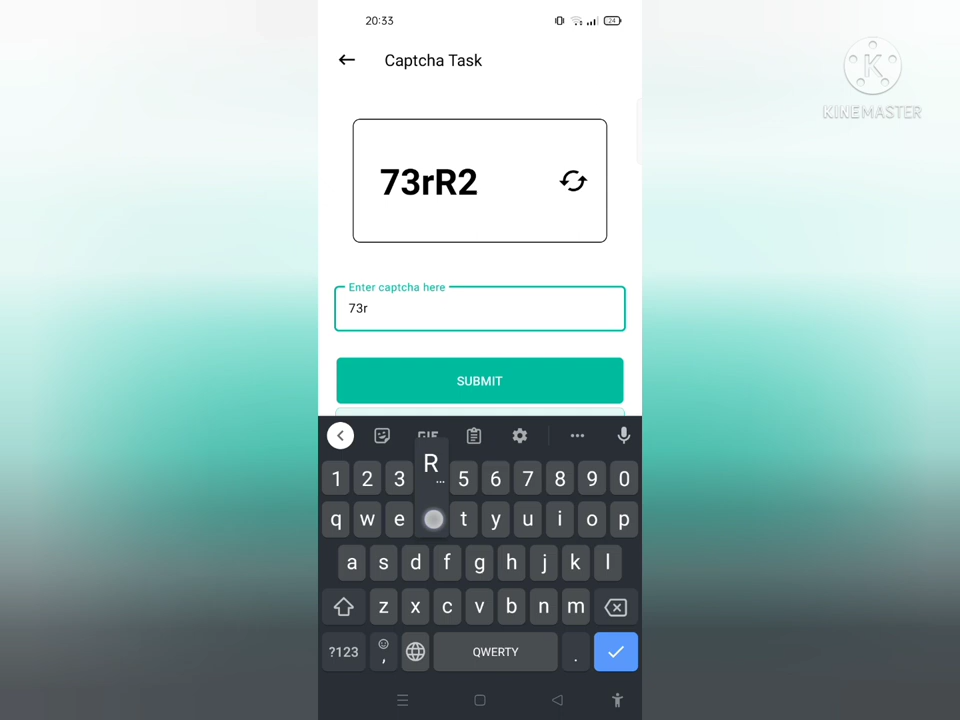 20:33
24
Captcha Task
K
KINEMASTER
73rR2
Enter captcha here
73r
SUBMIT
GIF
R
...
1 2 3 5 6 7 8 9 0
q w e t y u i o p
a s d f g h j k l
z x c v b n m
?123 , QWERTY .